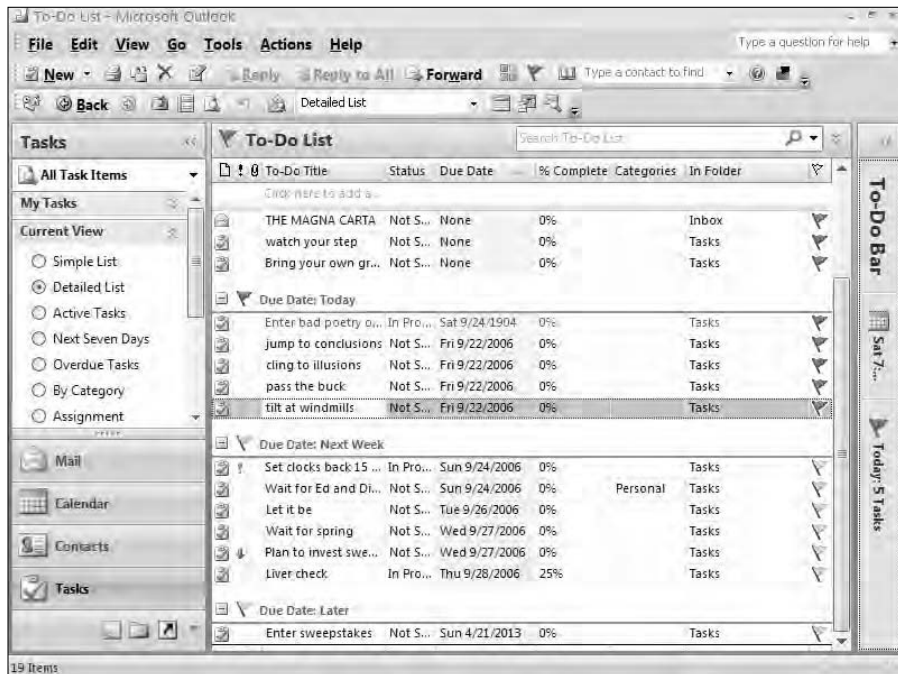 To-Do List - Microsoft Outlook
File Edit View Go Tools Actions Help Type a question for help
New Reply Reply to All Forward Type a contact to find
Back Detailed List
Tasks
All Task Items
My Tasks
Current View
Simple List
Detailed List
Active Tasks
Next Seven Days
Overdue Tasks
By Category
Assignment
Mail
Calendar
Contacts
Tasks
To-Do List Search To-Do List
! To-Do Title Status Due Date % Complete Categories In Folder
Click here to add a...
THE MAGNA CARTA Not S... None 0% Inbox
watch your step Not S... None 0% Tasks
Bring your own gr... Not S... None 0% Tasks
Due Date: Today
Enter bad poetry o... In Pro... Sat 9/24/1904 0% Tasks
jump to conclusions Not S... Fri 9/22/2006 0% Tasks
cling to illusions Not S... Fri 9/22/2006 0% Tasks
pass the buck Not S... Fri 9/22/2006 0% Tasks
tilt at windmills Not S... Fri 9/22/2006 0% Tasks
Due Date: Next Week
! Set clocks back 15 ... In Pro... Sun 9/24/2006 0% Tasks
Wait for Ed and Di... Not S... Sun 9/24/2006 0% Personal Tasks
Let it be Not S... Tue 9/26/2006 0% Tasks
Wait for spring Not S... Wed 9/27/2006 0% Tasks
Plan to invest swe... Not S... Wed 9/27/2006 0% Tasks
Liver check In Pro... Thu 9/28/2006 25% Tasks
Due Date: Later
Enter sweepstakes Not S... Sun 4/21/2013 0% Tasks
To-Do Bar
Sat 7:...
Today: 5 Tasks
19 Items